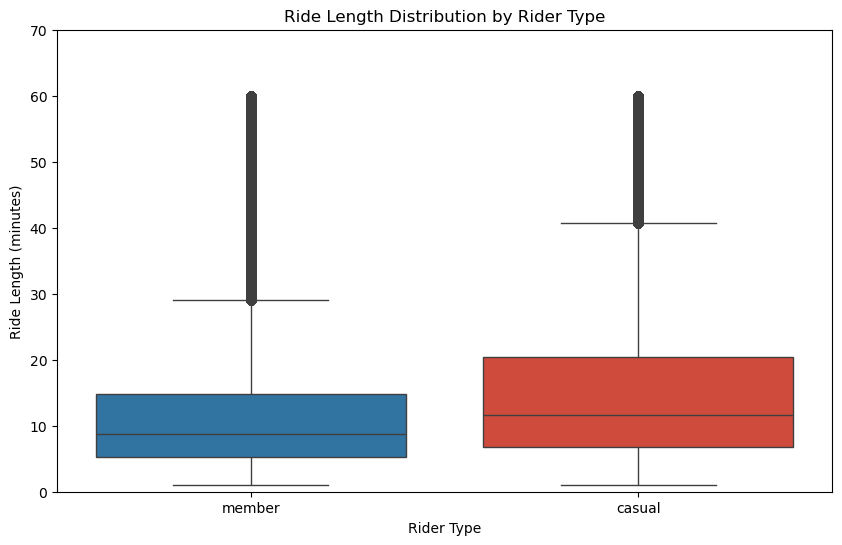 Ride Length Distribution by Rider Type
70
60
50
40
30
20
10
0
Ride Length (minutes)
member
casual
Rider Type